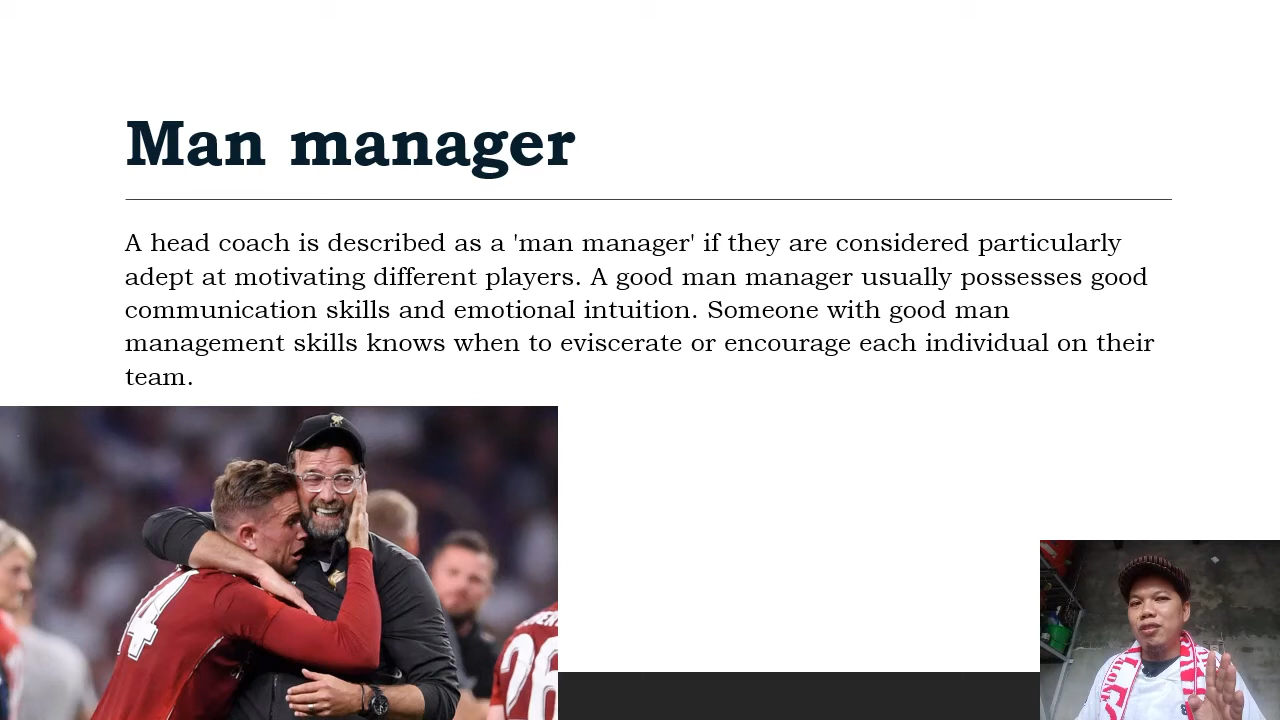 Man manager
A head coach is described as a 'man manager' if they are considered particularly
adept at motivating different players. A good man manager usually possesses good
communication skills and emotional intuition. Someone with good man
management skills knows when to eviscerate or encourage each individual on their
team.
14
26